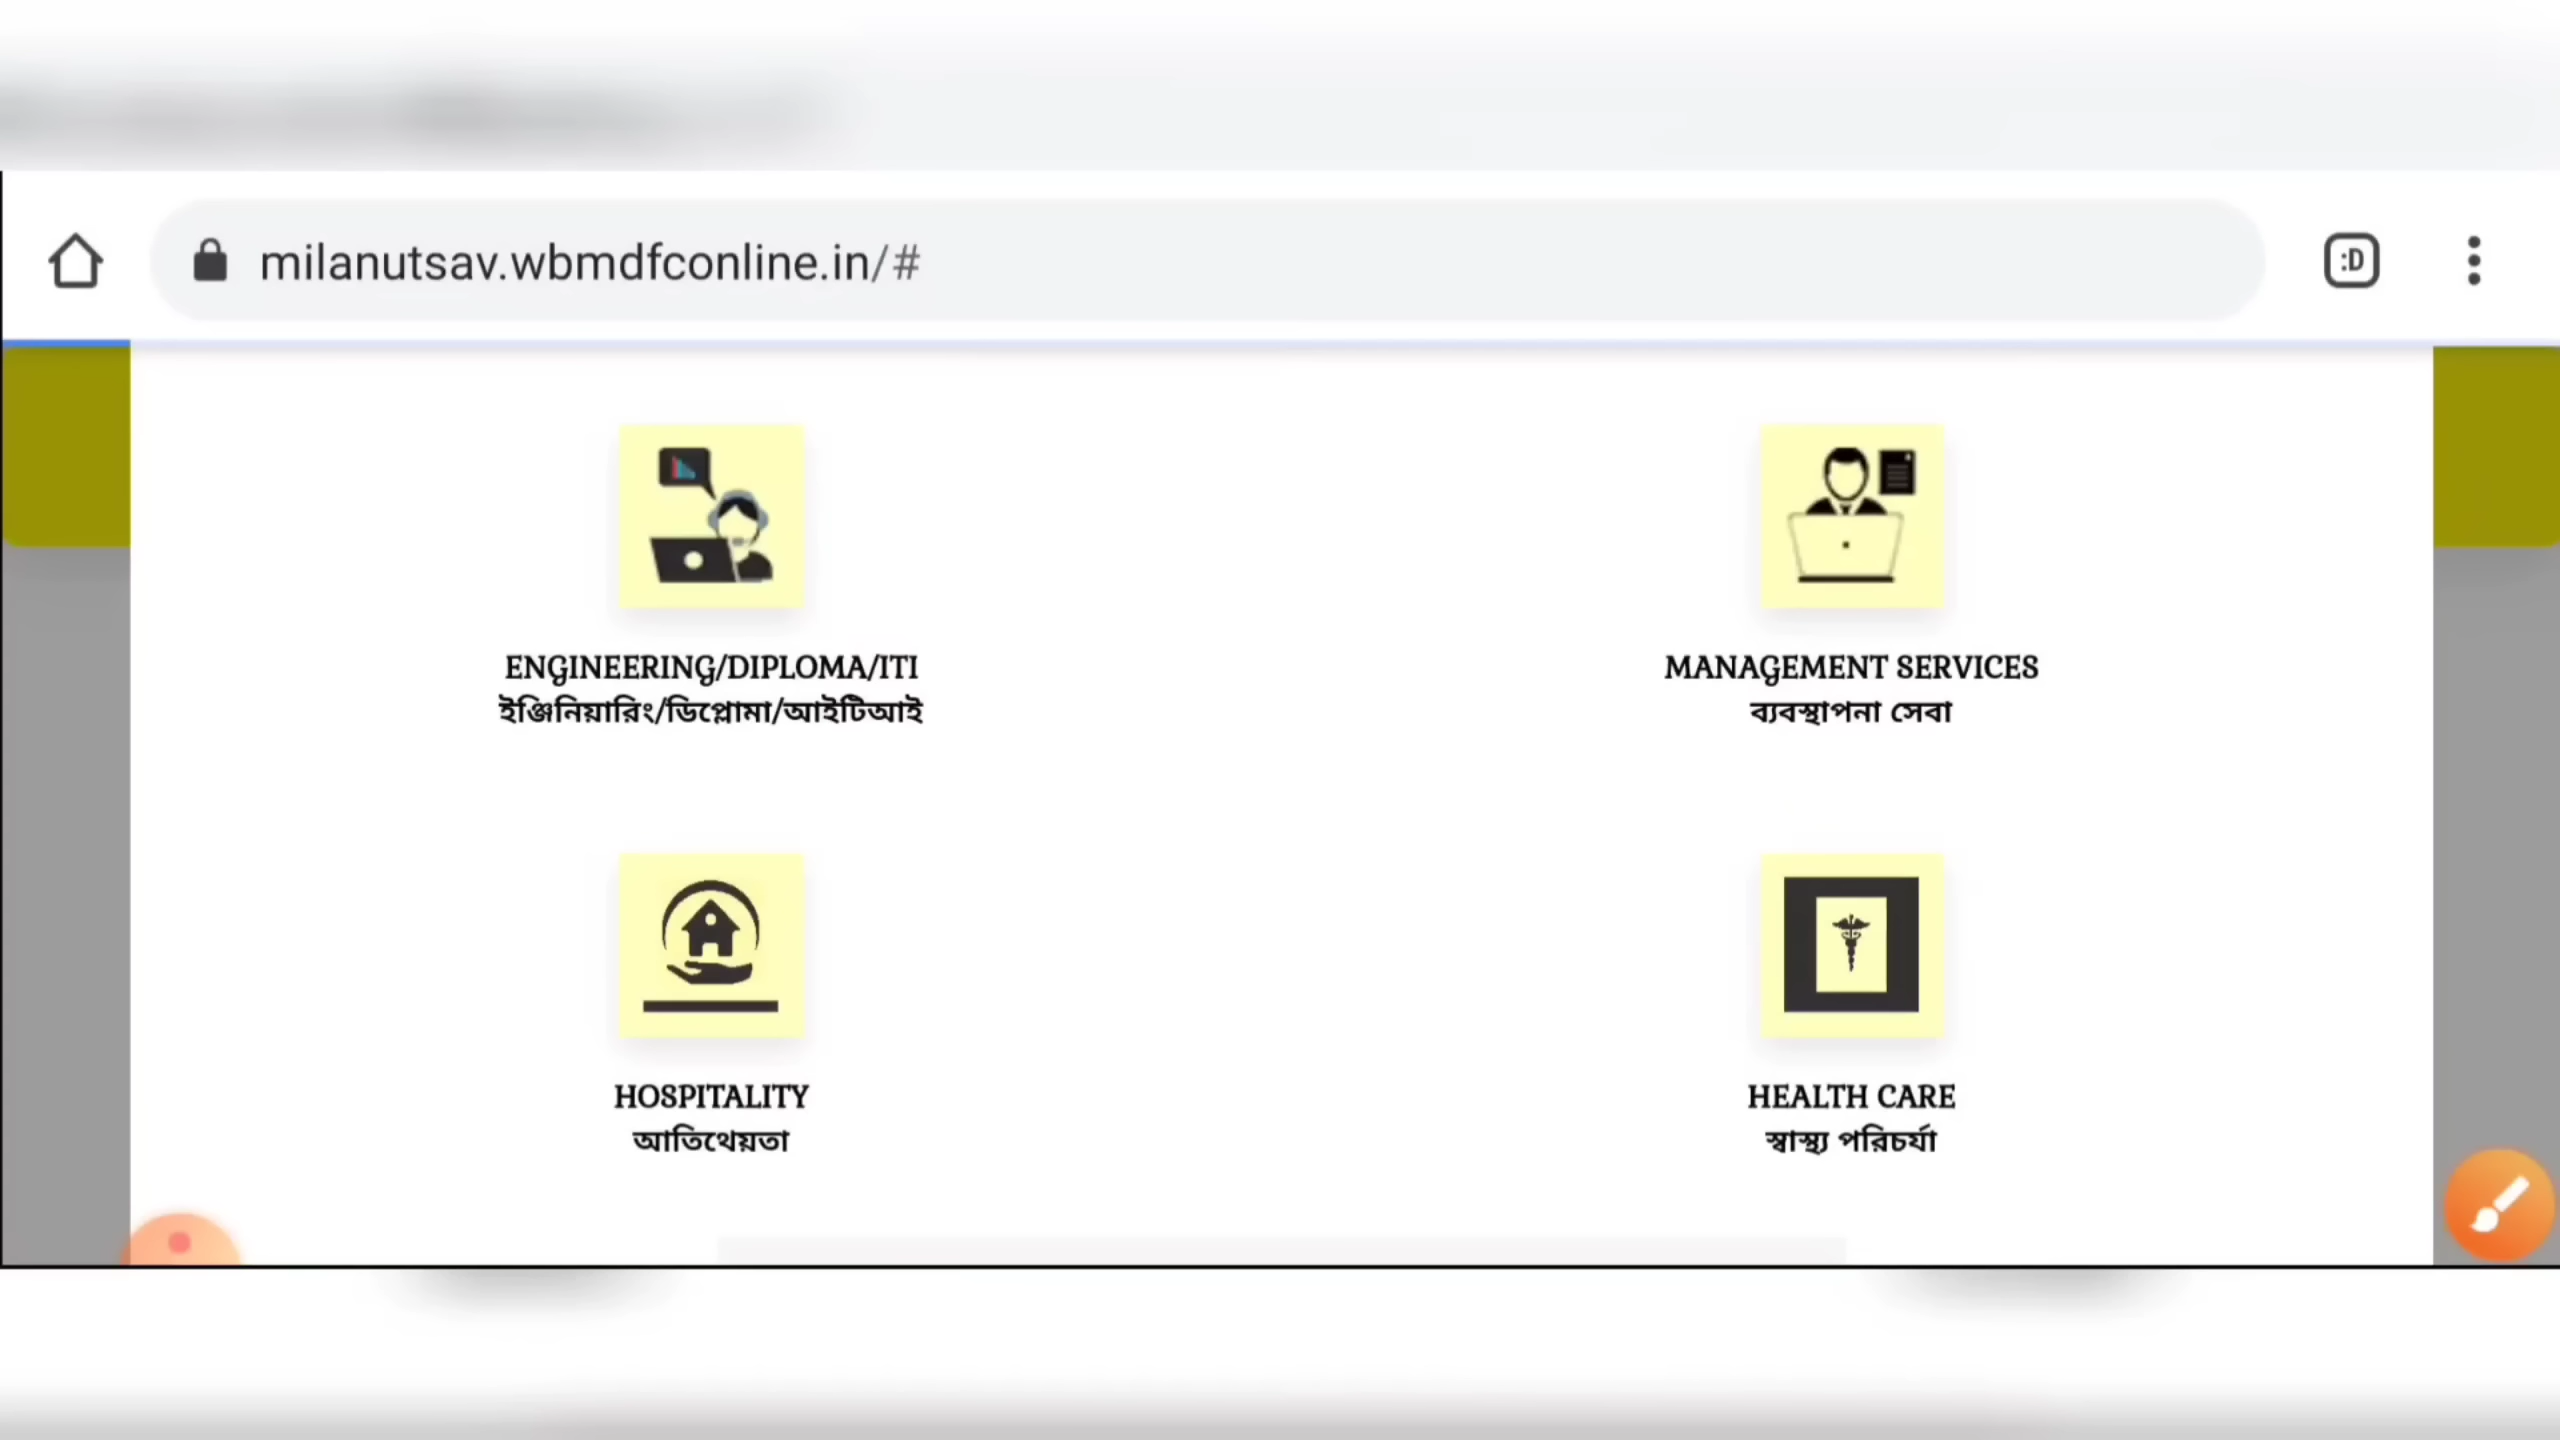 milanutsav.wbmdfconline.in/#
:D
ENGINEERING/DIPLOMA/ITI
ইঞ্জিনিয়ারিং/ডিপ্লোমা/আইটিআই
MANAGEMENT SERVICES
ব্যবস্থাপনা সেবা
HOSPITALITY
আতিথেয়তা
HEALTH CARE
স্বাস্থ্য পরিচর্যা